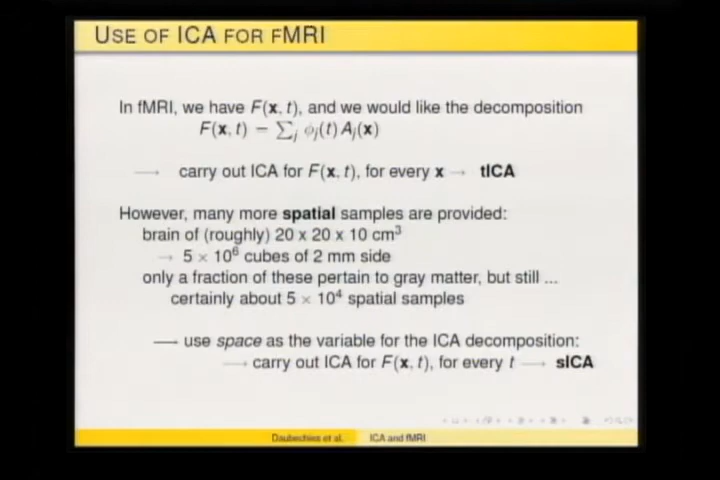 USE OF ICA FOR FMRI
In fMRI, we have F(x, t), and we would like the decomposition
F(x, t) = ∑j φj(t) Aj(x)
→ carry out ICA for F(x, t), for every x → tICA
However, many more spatial samples are provided:
brain of (roughly) 20 x 20 x 10 cm³
→ 5 × 10⁶ cubes of 2 mm side
only a fraction of these pertain to gray matter, but still ...
certainly about 5 × 10⁴ spatial samples
→ use space as the variable for the ICA decomposition:
→ carry out ICA for F(x, t), for every t → sICA
Daubechies et al. ICA and fMRI